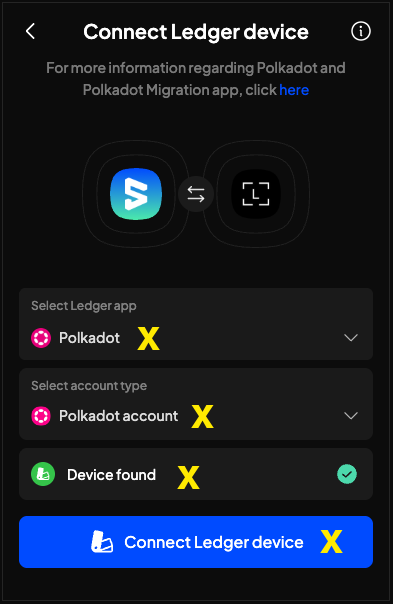 Connect Ledger device
For more information regarding Polkadot and
Polkadot Migration app, click here
Select Ledger app
Polkadot X
Select account type
Polkadot account X
Device found X
Connect Ledger device X